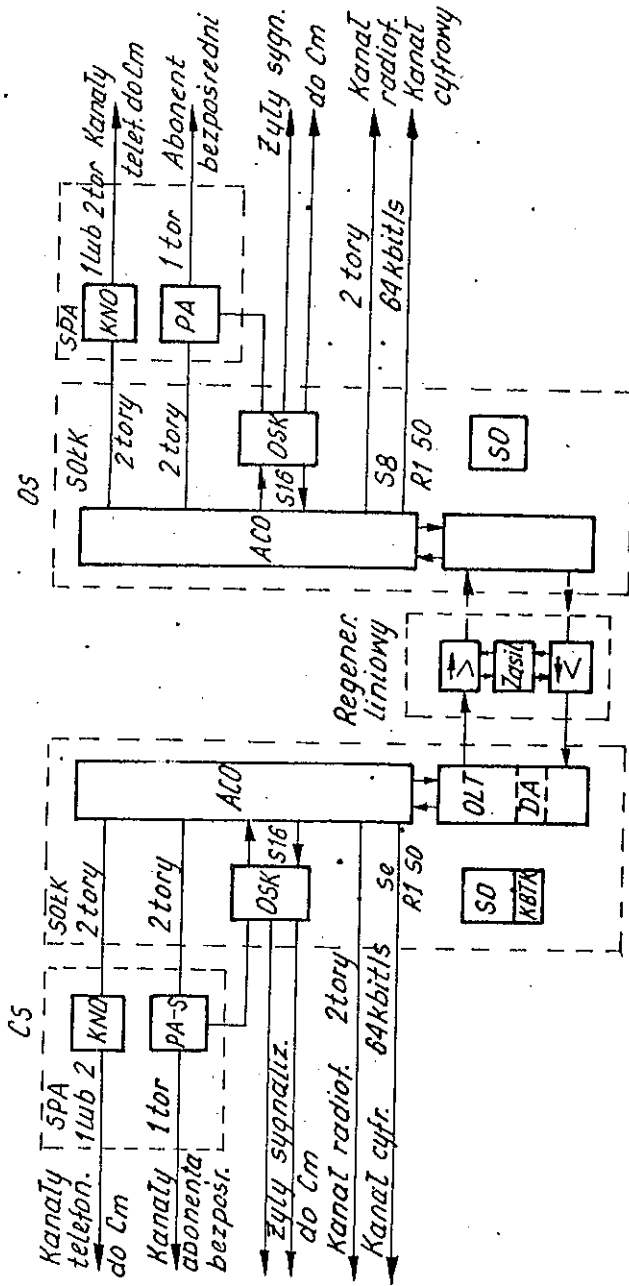 CS
SPA
Kanały
telefon.
do Cm
1 lub 2
KNO
2 tory
SOŁK
Kanały
abonenta
bezpośr.
1 tor
PA-S
2 tory
ACO
Żyły sygnaliz.
do Cm
OSK
S16
Kanał radiof. 2 tory
Kanał cyfr. 64 kbit/s
se
R1 50
SO
KBTK
OLT
DA
Regener.
liniowy
Zasil
OS
SOŁK
2 tory
SPA
KNO
1 lub 2 tor
Kanały
telef. do Cm
2 tory
PA
1 tor
Abonent
bezpośredni
ACO
S16
OSK
Żyły sygn.
do Cm
S8
2 tory
Kanał
radiof.
R1 50
64 kbit/s
Kanał
cyfrowy
SO